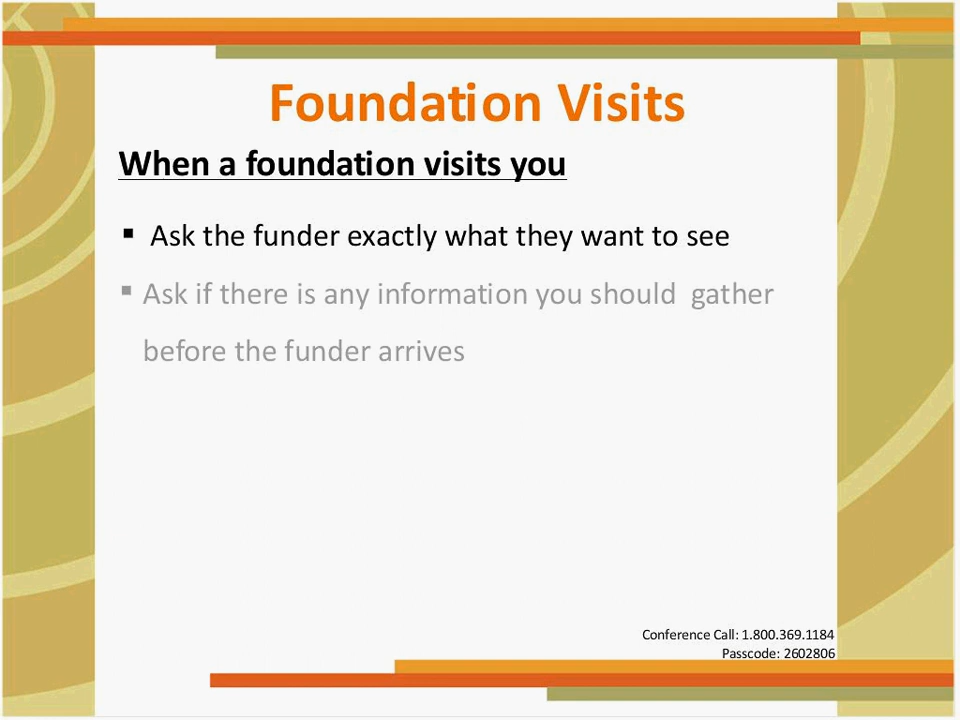 Foundation Visits
When a foundation visits you
▪ Ask the funder exactly what they want to see
▪ Ask if there is any information you should gather
before the funder arrives
Conference Call: 1.800.369.1184
Passcode: 2602806